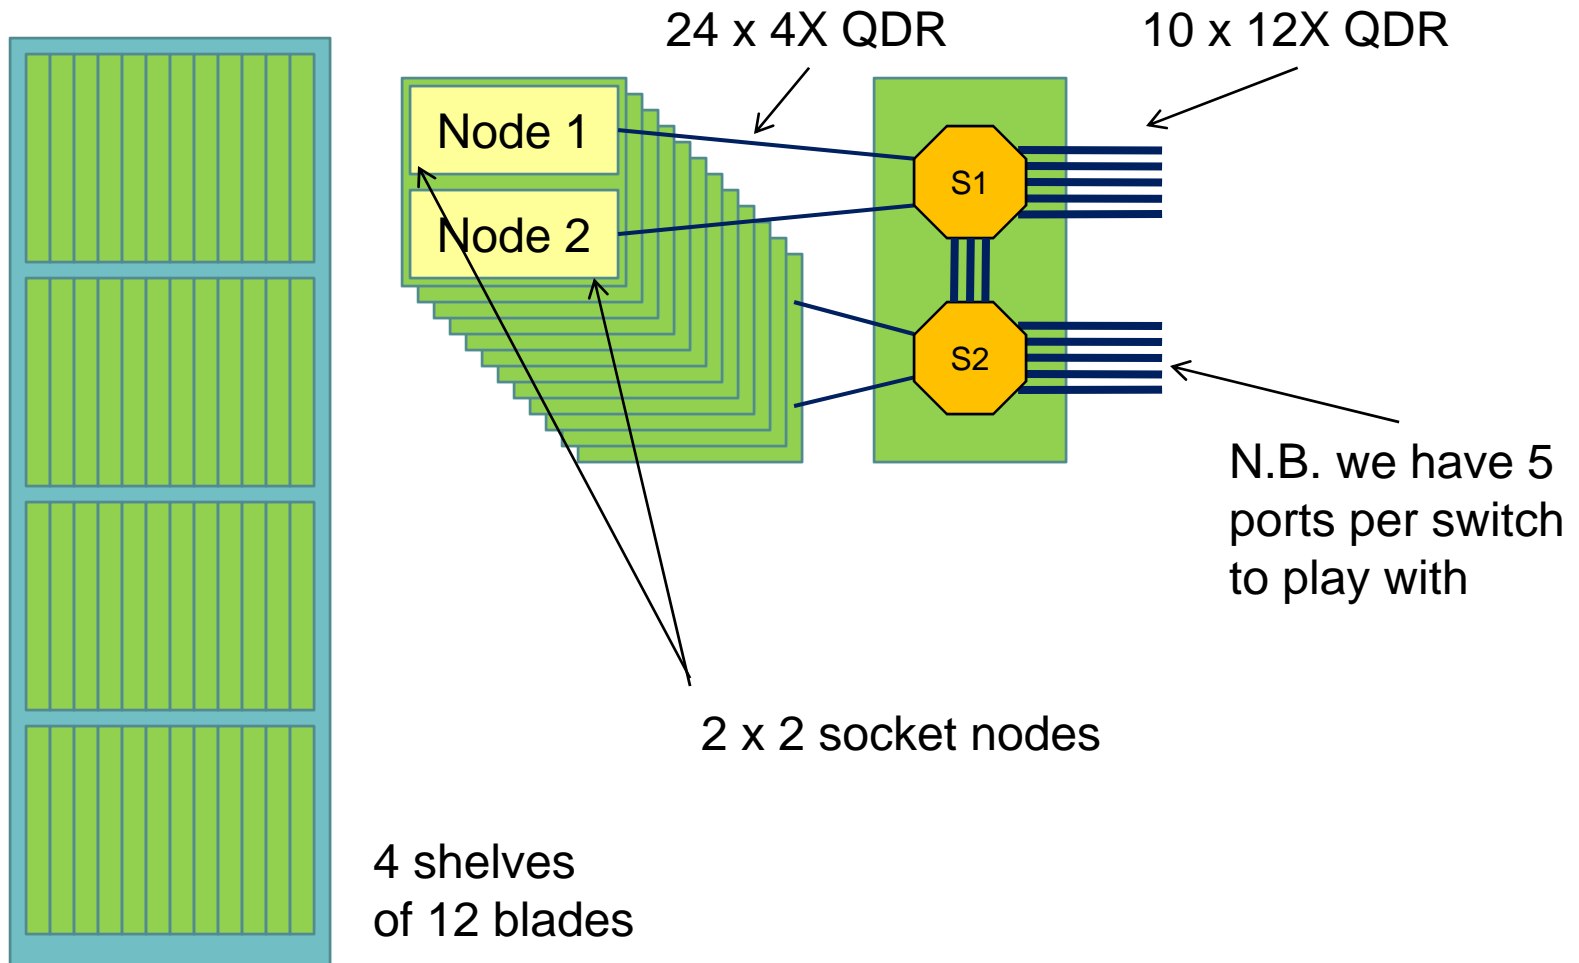 24 x 4X QDR
10 x 12X QDR
Node 1
Node 2
S1
S2
N.B. we have 5
ports per switch
to play with
2 x 2 socket nodes
4 shelves
of 12 blades